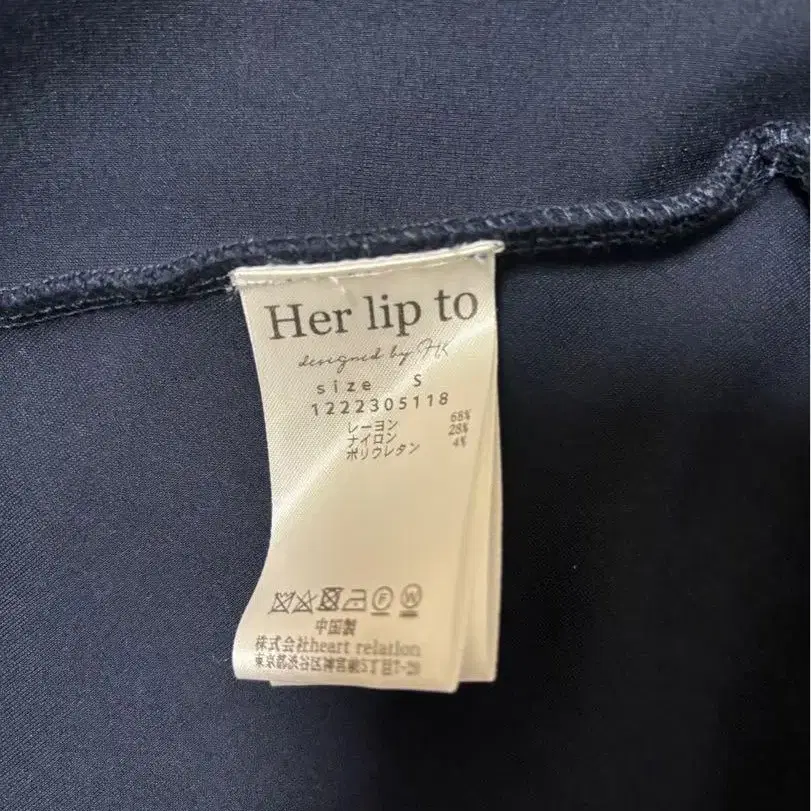 Her lip to
designed by HK
size S
1222305118
レーヨン 68%
ナイロン 28%
ポリウレタン 4%
F W
中国製
株式会社heart relation
東京都渋谷区神宮前5丁目7-20